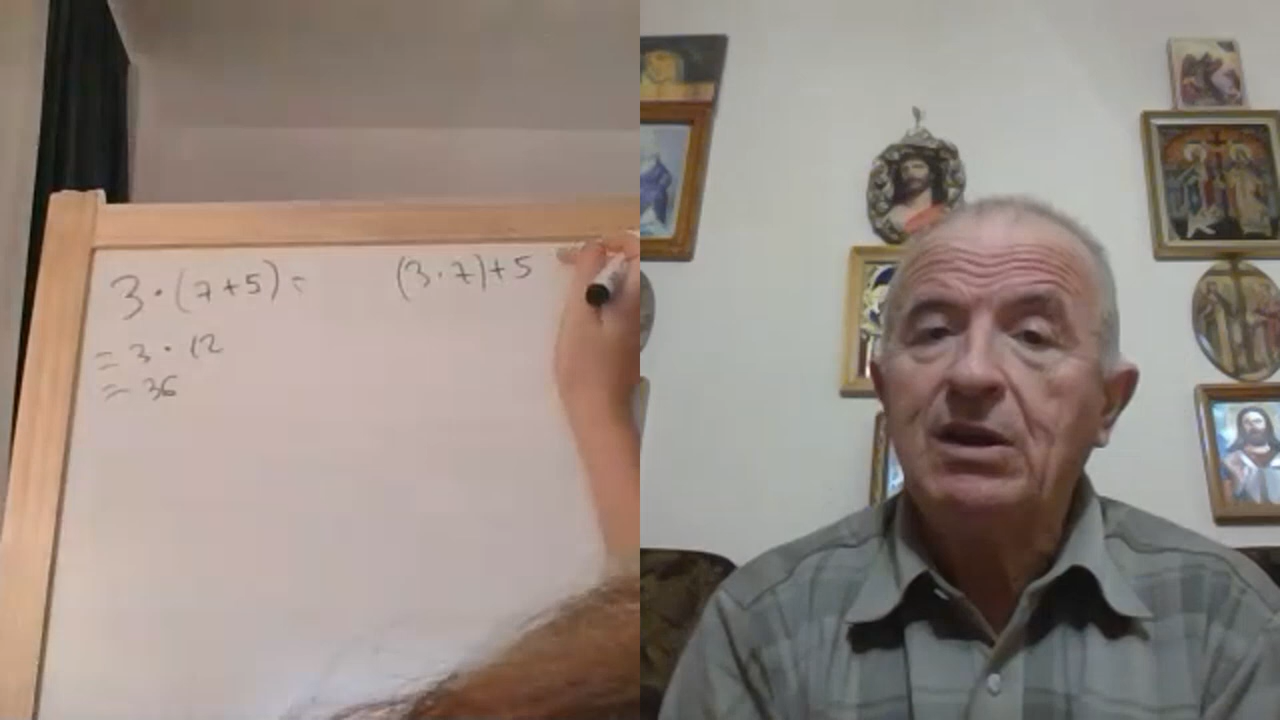 3 · (7 + 5) =
= 3 · 12
= 36
(3 · 7) + 5